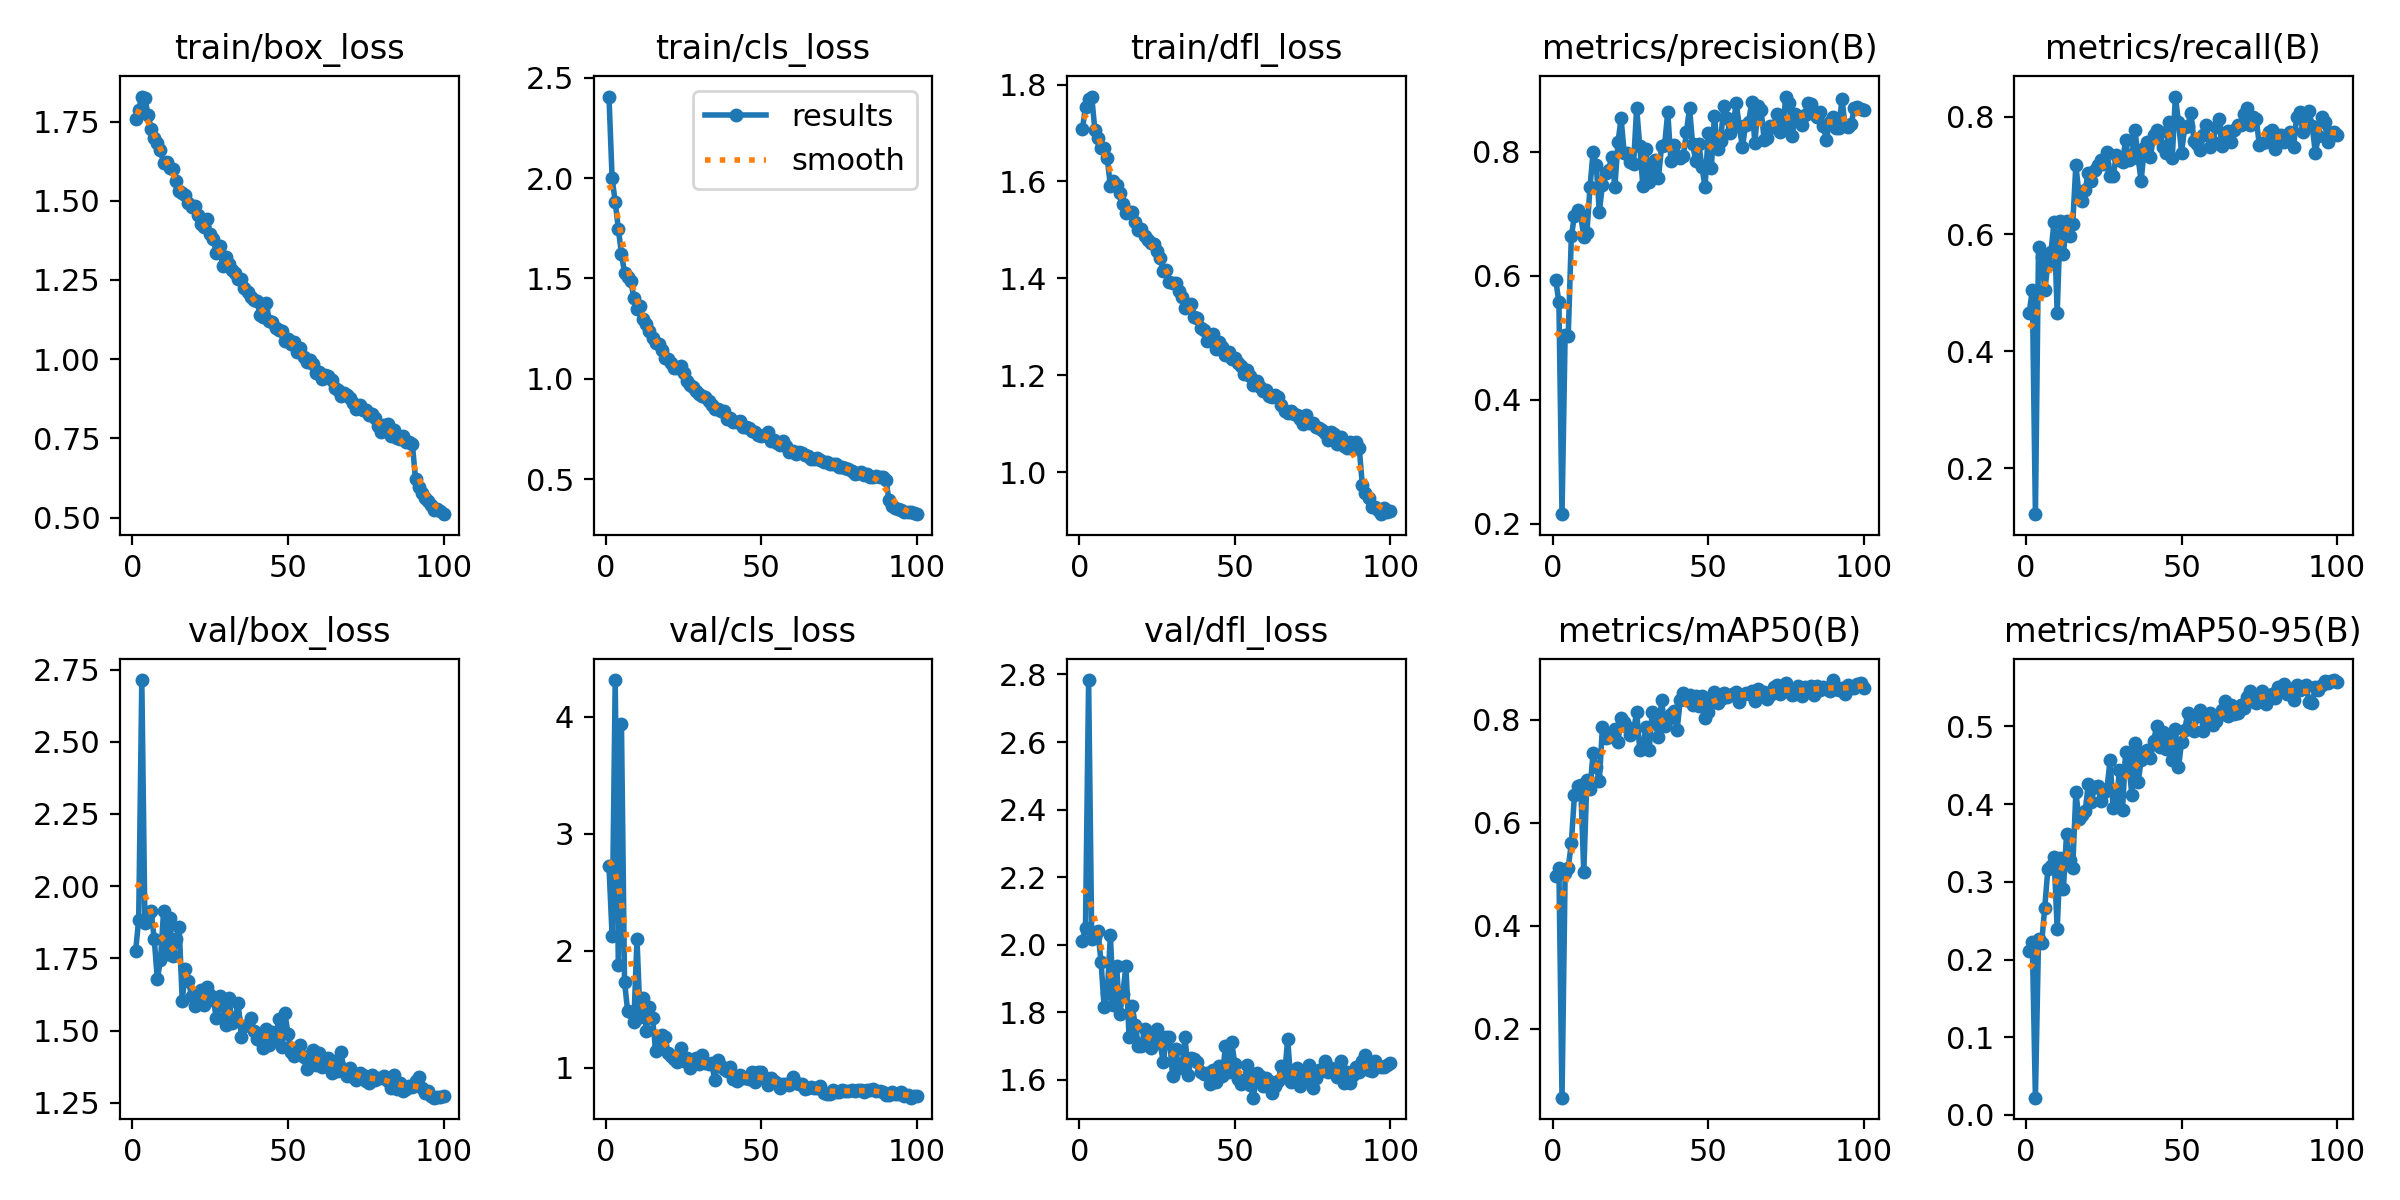 train/box_loss
1.75
1.50
1.25
1.00
0.75
0.50
0 50 100
train/cls_loss
results
smooth
2.5
2.0
1.5
1.0
0.5
0 50 100
train/dfl_loss
1.8
1.6
1.4
1.2
1.0
0 50 100
metrics/precision(B)
0.8
0.6
0.4
0.2
0 50 100
metrics/recall(B)
0.8
0.6
0.4
0.2
0 50 100
val/box_loss
2.75
2.50
2.25
2.00
1.75
1.50
1.25
0 50 100
val/cls_loss
4
3
2
1
0 50 100
val/dfl_loss
2.8
2.6
2.4
2.2
2.0
1.8
1.6
0 50 100
metrics/mAP50(B)
0.8
0.6
0.4
0.2
0 50 100
metrics/mAP50-95(B)
0.5
0.4
0.3
0.2
0.1
0.0
0 50 100